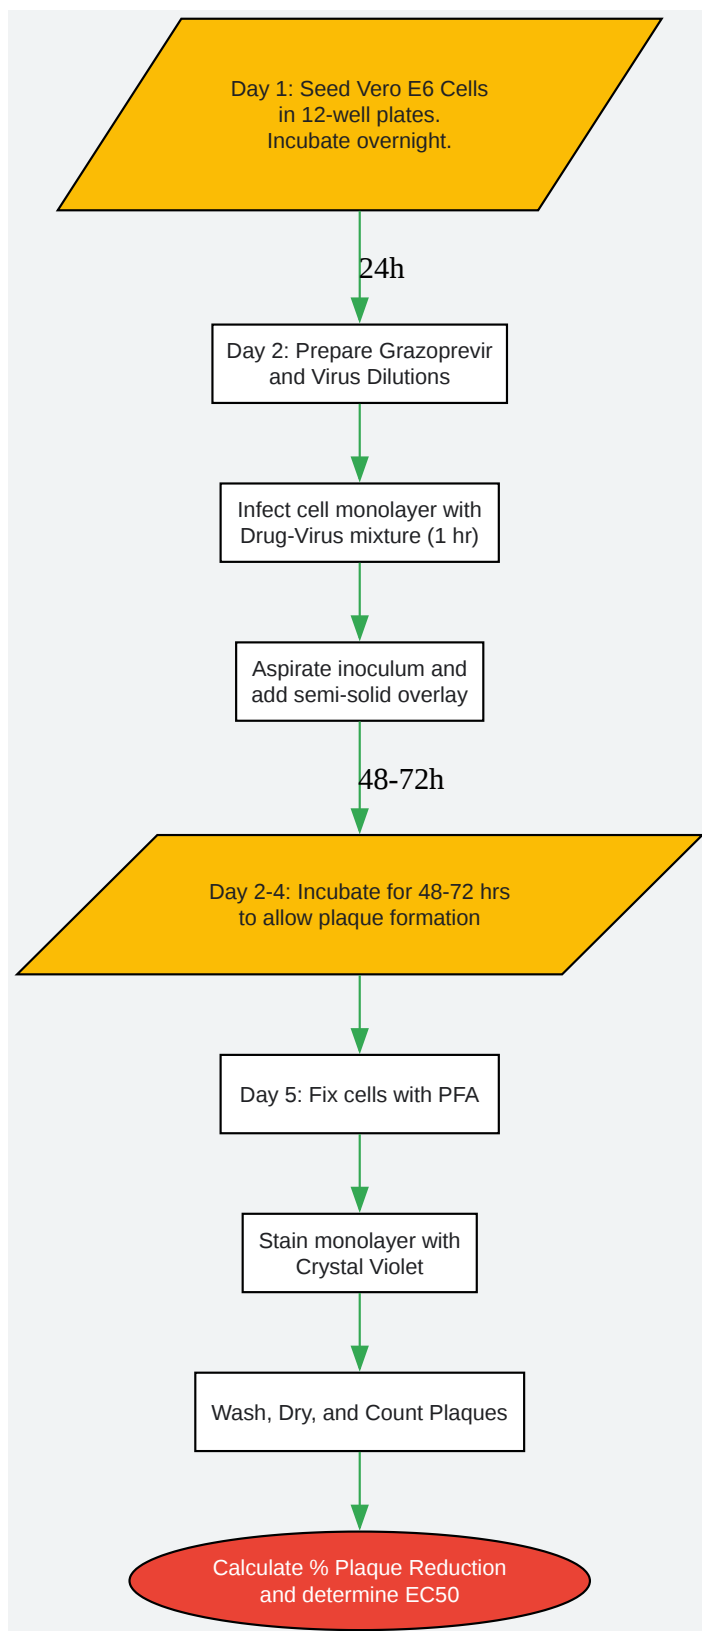 Day 1: Seed Vero E6 Cells
in 12-well plates.
Incubate overnight.
24h
Day 2: Prepare Grazoprevir
and Virus Dilutions
Infect cell monolayer with
Drug-Virus mixture (1 hr)
Aspirate inoculum and
add semi-solid overlay
48-72h
Day 2-4: Incubate for 48-72 hrs
to allow plaque formation
Day 5: Fix cells with PFA
Stain monolayer with
Crystal Violet
Wash, Dry, and Count Plaques
Calculate % Plaque Reduction
and determine EC50